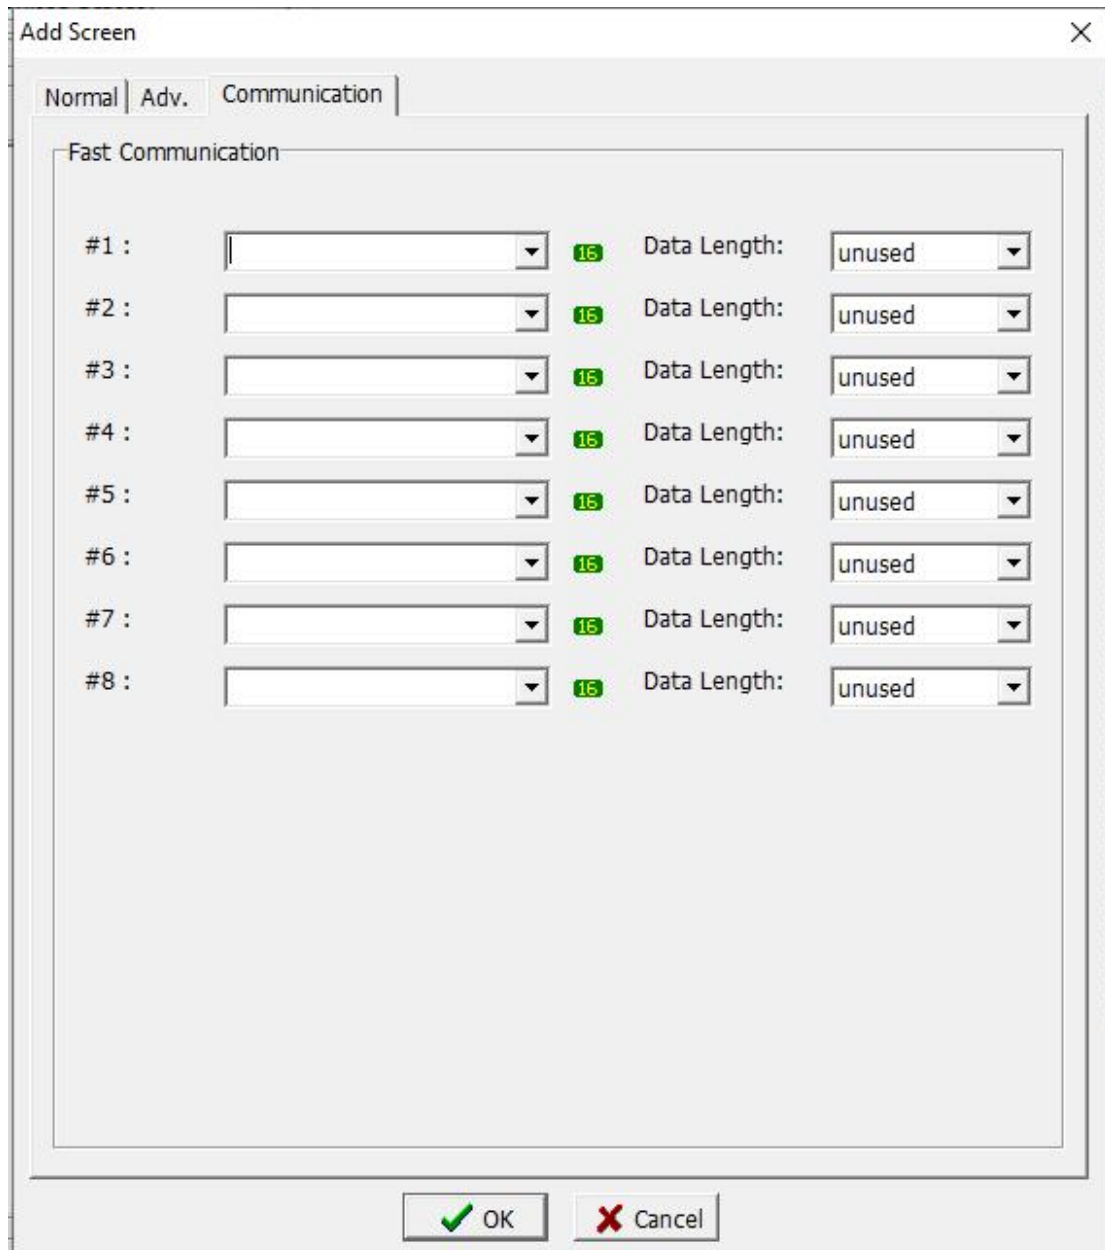 Add Screen
Normal Adv. Communication
Fast Communication
#1 : 16 Data Length: unused
#2 : 16 Data Length: unused
#3 : 16 Data Length: unused
#4 : 16 Data Length: unused
#5 : 16 Data Length: unused
#6 : 16 Data Length: unused
#7 : 16 Data Length: unused
#8 : 16 Data Length: unused
OK Cancel